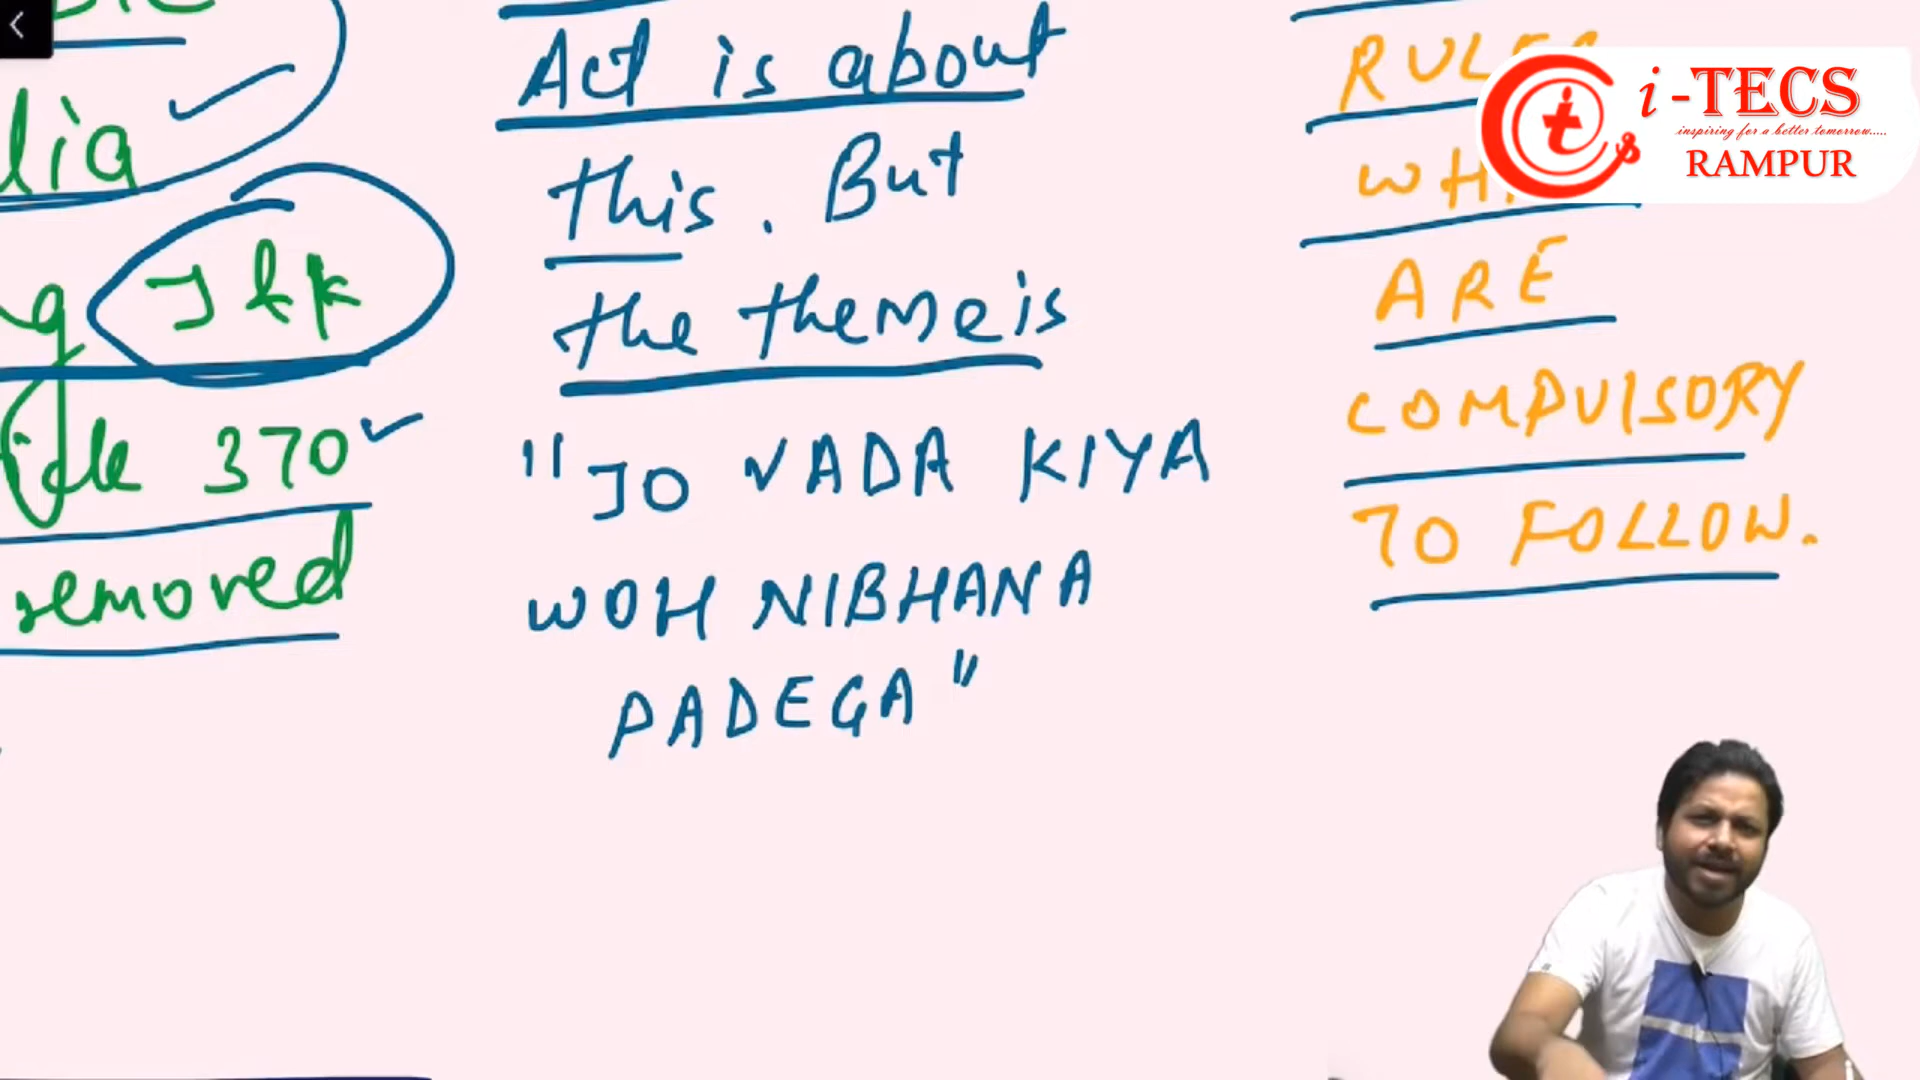 lia
J & K
370
removed
Act is about
this. But
the theme is
"JO VADA KIYA
WOH NIBHANA
PADEGA"
ARE
COMPULSORY
TO FOLLOW.
i-TECS
inspiring for a better tomorrow.....
RAMPUR